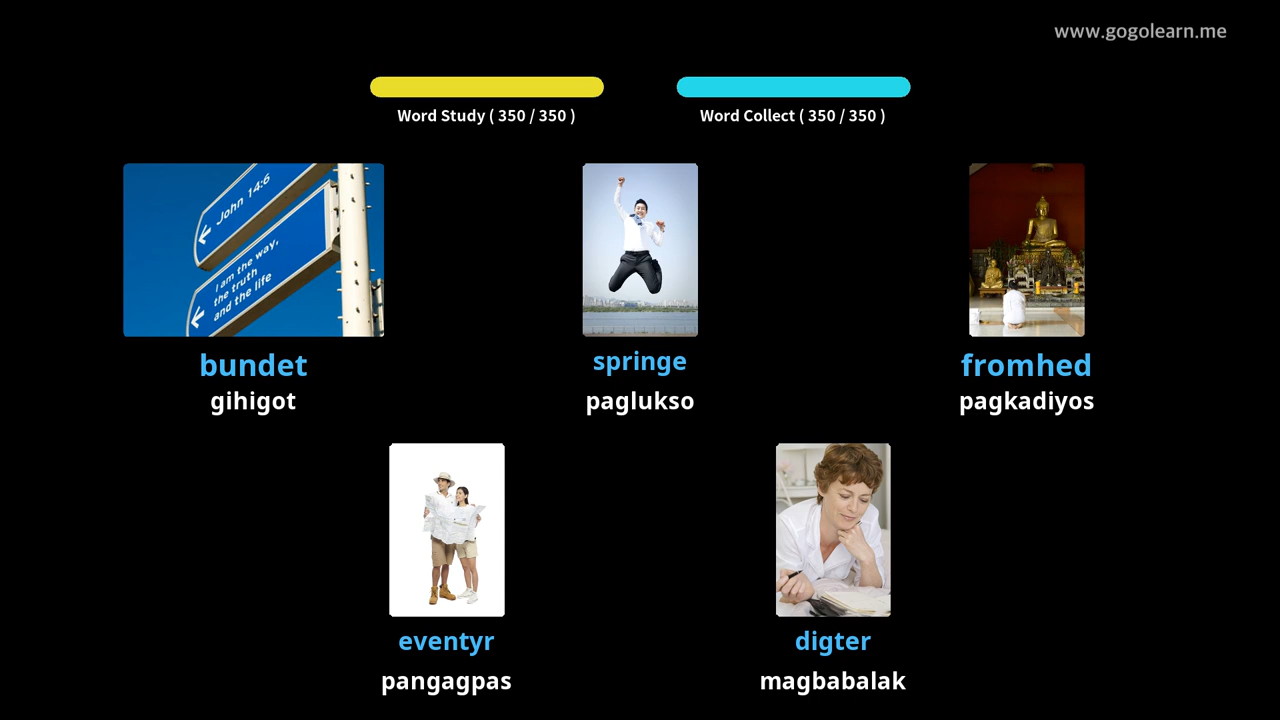 www.gogolearn.me
Word Study ( 350 / 350 )
Word Collect ( 350 / 350 )
John 14:6
I am the way,
the truth
and the life
bundet
springe
fromhed
gihigot
paglukso
pagkadiyos
eventyr
digter
pangagpas
magbabalak